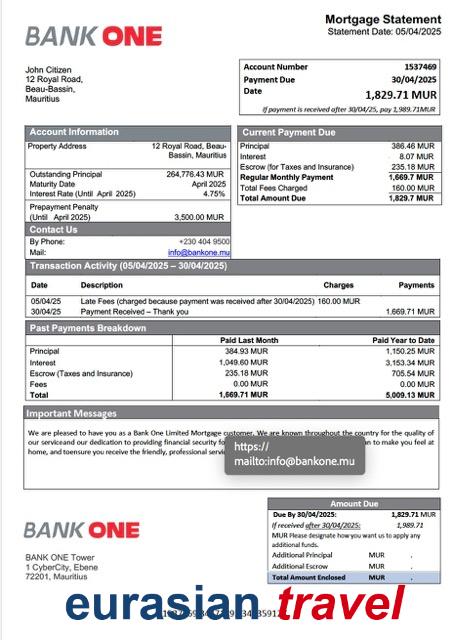 BANK ONE
Mortgage Statement
Statement Date: 05/04/2025
John Citizen
12 Royal Road,
Beau-Bassin,
Mauritius
Account Number 1537469
Payment Due 30/04/2025
Date 1,829.71 MUR
If payment is received after 30/04/25, pay 1,989.71MUR
Account Information
Property Address 12 Royal Road, Beau-
Bassin, Mauritius
Outstanding Principal 264,776.43 MUR
Maturity Date April 2025
Interest Rate (Until April 2025) 4.75%
Prepayment Penalty
(Until April 2025) 3,500.00 MUR
Contact Us
By Phone: +230 404 9500
Mail: info@bankone.mu
Current Payment Due
Principal 386.46 MUR
Interest 8.07 MUR
Escrow (for Taxes and Insurance) 235.18 MUR
Regular Monthly Payment 1,669.7 MUR
Total Fees Charged 160.00 MUR
Total Amount Due 1,829.7 MUR
Transaction Activity (05/04/2025 – 30/04/2025)
Date Description Charges Payments
05/04/25 Late Fees (charged because payment was received after 30/04/2025) 160.00 MUR
30/04/25 Payment Received – Thank you 1,669.71 MUR
Past Payments Breakdown
Paid Last Month Paid Year to Date
Principal 384.93 MUR 1,150.25 MUR
Interest 1,049.60 MUR 3,153.34 MUR
Escrow (Taxes and Insurance) 235.18 MUR 705.54 MUR
Fees 0.00 MUR 0.00 MUR
Total 1,669.71 MUR 5,009.13 MUR
Important Messages
We are pleased to have you as a Bank One Limited Mortgage customer. We are known throughout the country for the quality of
our serviceand our dedication to providing financial security to make you feel at
home, and toensure you receive the friendly, professional
https://
mailto:info@bankone.mu
BANK ONE
BANK ONE Tower
1 CyberCity, Ebene
72201, Mauritius
Amount Due
Due By 30/04/2025: 1,829.71 MUR
If received after 30/04/2025: 1,989.71
MUR Please designate how you want us to apply any
additional funds.
Additional Principal MUR .
Additional Escrow MUR .
Total Amount Enclosed MUR .
eurasian travel